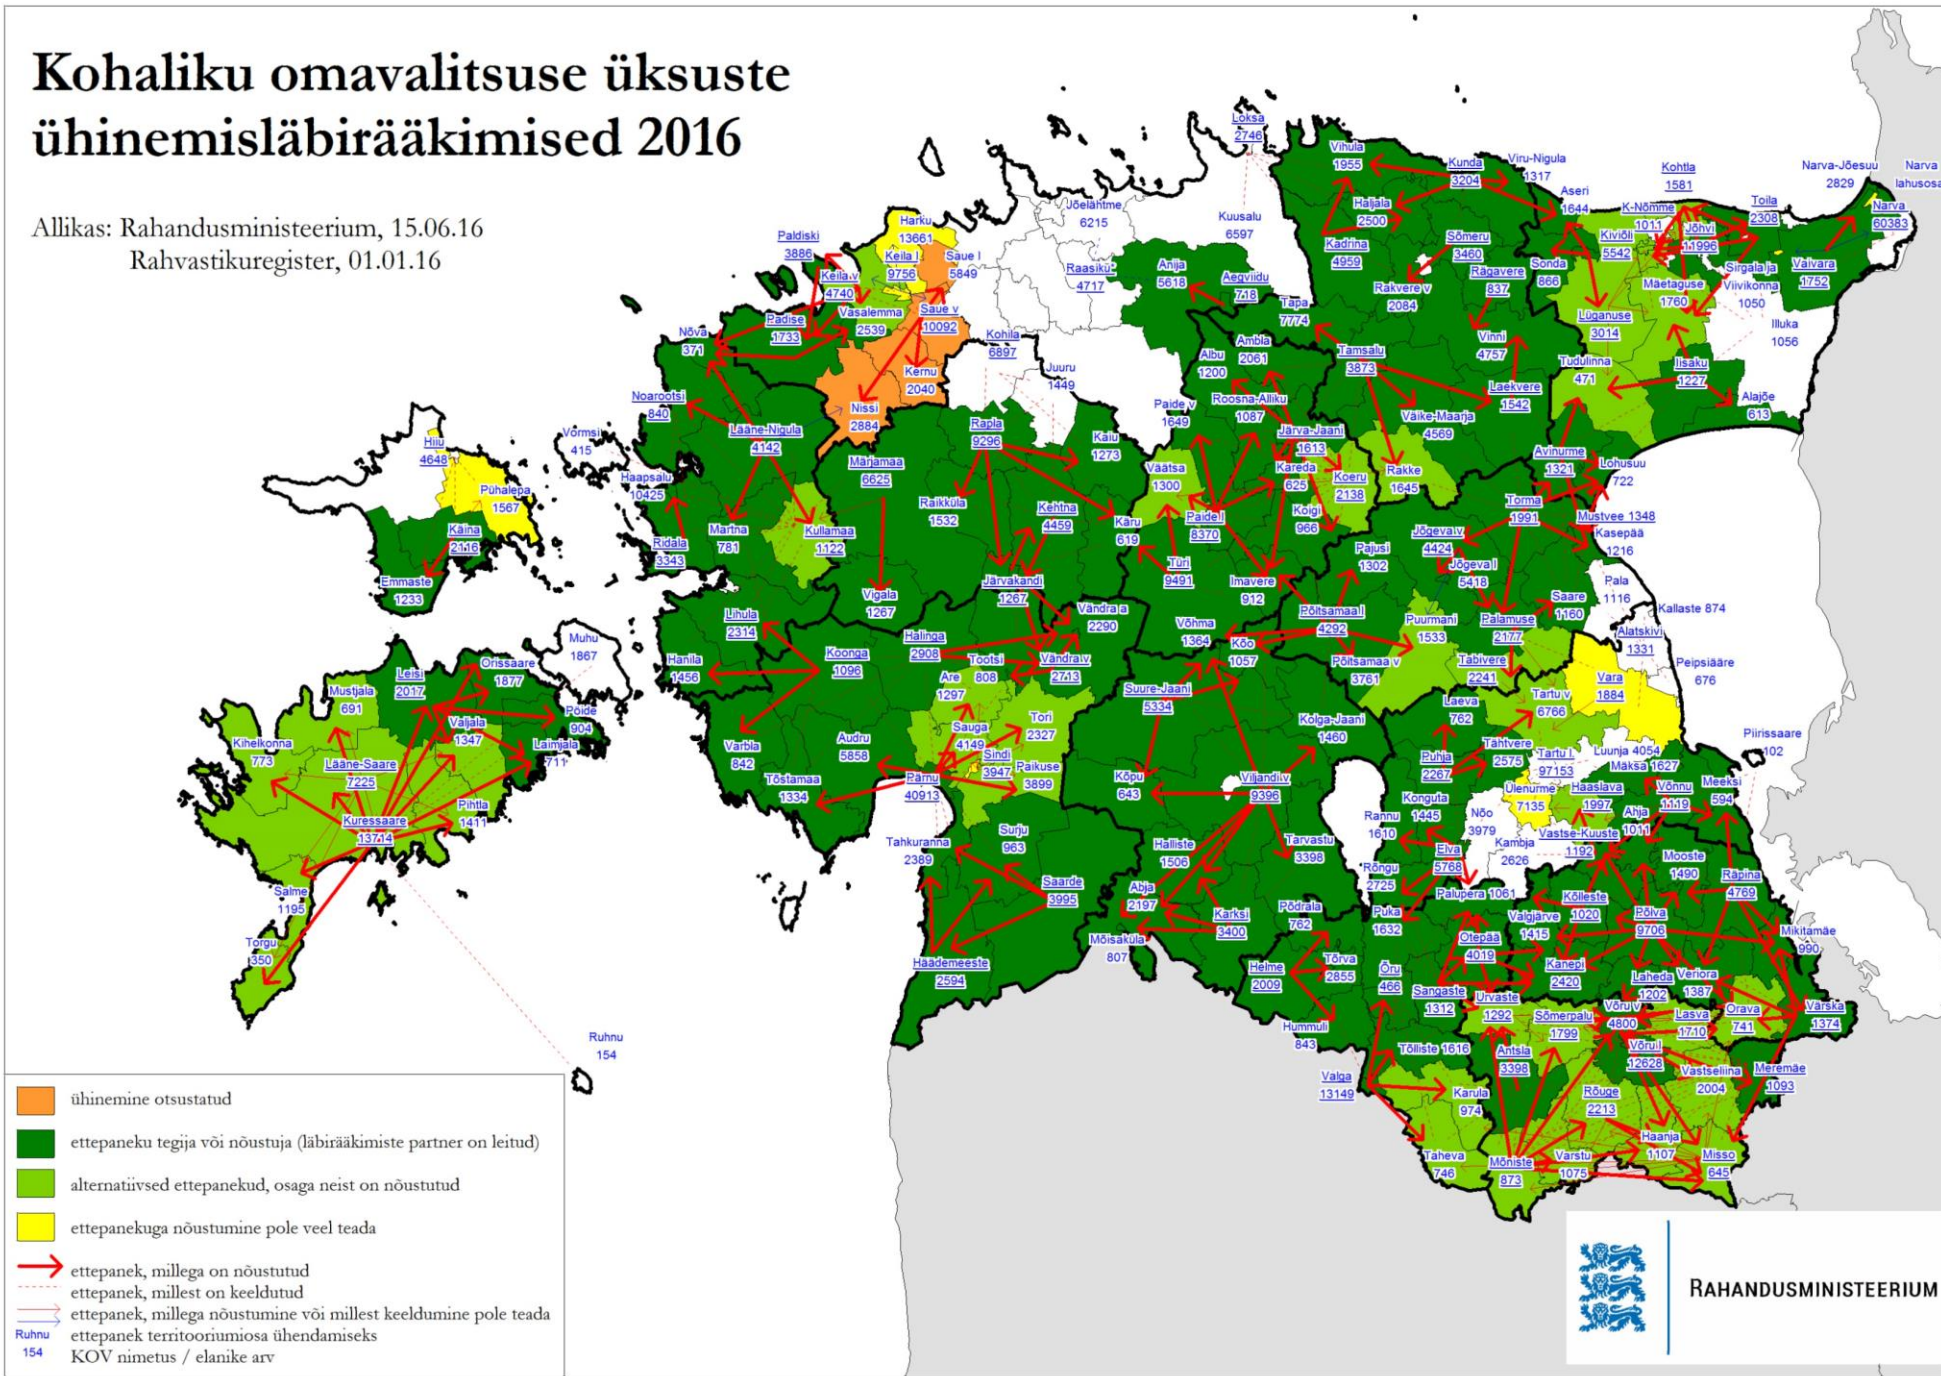 Kohaliku omavalitsuse üksuste
ühinemisläbirääkimised 2016
Allikas: Rahandusministeerium, 15.06.16
Rahvastikuregister, 01.01.16
Loksa
2746
Vihula
1955
Kunda
3204
Viru-Nigula
1317
Kohtla
1581
Narva-Jõesuu
2829
Narva
lahusosa
Aseri
1644
K-Nõmme
1011
Toila
2308
Narva
60383
Jõelähtme
6215
Kuusalu
6597
Haljala
2500
Kadrina
4959
Sõmeru
3460
Kiviõli
5542
Jõhvi
11996
Harku
13661
Paldiski
3886
Keila l
9756
Saue l
5849
Keila v
4740
Raasiku
4717
Anija
5618
Aegviidu
718
Rakvere v
2084
Rägavere
837
Sonda
866
Mäetaguse
1760
Sirgala ja
Viivikonna
1050
Vaivara
1752
Vasalemma
2539
Saue v
10092
Padise
1733
Nõva
371
Kohila
6897
Tapa
7774
Vinni
4757
Lüganuse
3014
Illuka
1056
Kernu
2040
Juuru
1449
Albu
1200
Ambla
2061
Tamsalu
3873
Laekvere
1542
Tudulinna
471
Iisaku
1227
Alajõe
613
Noarootsi
840
Nissi
2884
Roosna-Alliku
1087
Paide v
1649
Väike-Maarja
4569
Hiiu
4648
Vormsi
415
Lääne-Nigula
4142
Rapla
9296
Kaiu
1273
Järva-Jaani
1613
Avinurme
1321
Lohusuu
722
Haapsalu
10425
Märjamaa
6625
Väätsa
1300
Kareda
625
Koeru
2138
Rakke
1645
Pühalepa
1567
Käina
2116
Raikküla
1532
Kehtna
4459
Käru
619
Paide l
8370
Koigi
966
Torma
1991
Mustvee 1348
Kasepää
1216
Martna
781
Kullamaa
1122
Ridala
3343
Jõgeva v
4424
Pajusi
1302
Jõgeva l
5418
Emmaste
1233
Vigala
1267
Järvakandi
1267
Türi
9491
Imavere
912
Pala
1116
Kallaste 874
Lihula
2314
Vändra a
2290
Põltsamaa l
4292
Puurmani
1533
Palamuse
2177
Saare
1160
Alatskivi
1331
Muhu
1867
Orissaare
1877
Leisi
2017
Hanila
1456
Koonga
1096
Halinga
2908
Tootsi
808
Vändra v
2713
Võhma
1364
Kõo
1057
Põltsamaa v
3761
Tabivere
2241
Vara
1884
Peipsiääre
676
Mustjala
691
Pöide
904
Are
1297
Suure-Jaani
5334
Laeva
762
Tartu v
6766
Valjala
1347
Laimjala
711
Kihelkonna
773
Lääne-Saare
7225
Varbla
842
Audru
5858
Sauga
4149
Tori
2327
Sindi
3947
Paikuse
3899
Kolga-Jaani
1460
Tähtvere
2575
Puhja
2267
Tartu l
97153
Luunja 4054
Mäksa 1627
Piirissaare
102
Tõstamaa
1334
Pärnu
40913
Kõpu
643
Viljandi v
9396
Ülenurme
7135
Haaslava
1997
Võnnu
1119
Meeksi
594
Pihtla
1411
Kuressaare
13714
Konguta
1445
Nõo
3979
Rannu
1610
Vastse-Kuuste
1192
Ahja
1011
Kambja
2626
Surju
963
Tahkuranna
2389
Halliste
1506
Tarvastu
3398
Elva
5768
Rõngu
2725
Mooste
1490
Räpina
4769
Salme
1195
Saarde
3995
Abja
2197
Karksi
3400
Põdrala
762
Puka
1632
Palupera 1061
Valgjärve
1415
Kõlleste
1020
Põlva
9706
Torgu
350
Häädemeeste
2594
Mõisaküla
807
Helme
2009
Tõrva
2855
Õru
466
Otepää
4019
Kanepi
2420
Laheda
1202
Veriora
1387
Mikitamäe
990
Sangaste
1312
Urvaste
1292
Sõmerpalu
1799
Võru v
4800
Lasva
1710
Orava
741
Värska
1374
Ruhnu
154
Hummuli
843
Tõlliste 1616
Antsla
3398
Võru l
12628
Vastseliina
2004
Meremäe
1093
Valga
13149
Karula
974
Rõuge
2213
Haanja
1107
Misso
645
Taheva
746
Mõniste
873
Varstu
1075
ühinemine otsustatud
ettepaneku tegija või nõustuja (läbirääkimiste partner on leitud)
alternatiivsed ettepanekud, osaga neist on nõustutud
ettepanekuga nõustumine pole veel teada
ettepanek, millega on nõustutud
ettepanek, millest on keeldutud
ettepanek, millega nõustumine või millest keeldumine pole teada
ettepanek territooriumiosa ühendamiseks
Ruhnu
154 KOV nimetus / elanike arv
RAHANDUSMINISTEERIUM